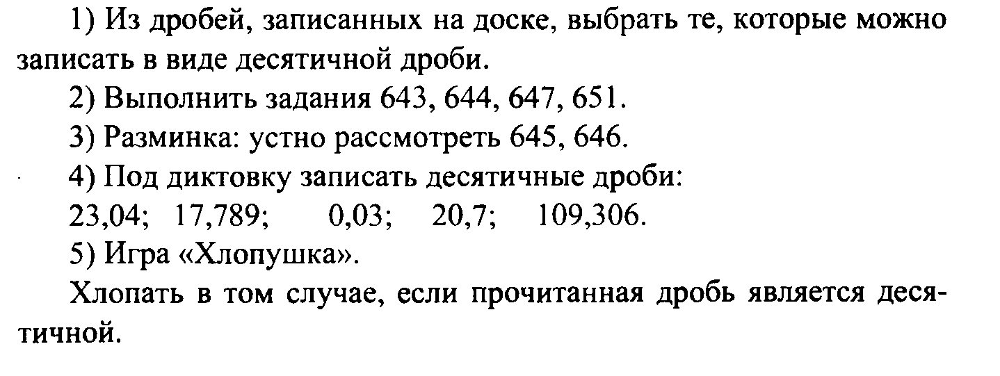 1) Из дробей, записанных на доске, выбрать те, которые можно
записать в виде десятичной дроби.
2) Выполнить задания 643, 644, 647, 651.
3) Разминка: устно рассмотреть 645, 646.
4) Под диктовку записать десятичные дроби:
23,04; 17,789; 0,03; 20,7; 109,306.
5) Игра «Хлопушка».
Хлопать в том случае, если прочитанная дробь является деся-
тичной.